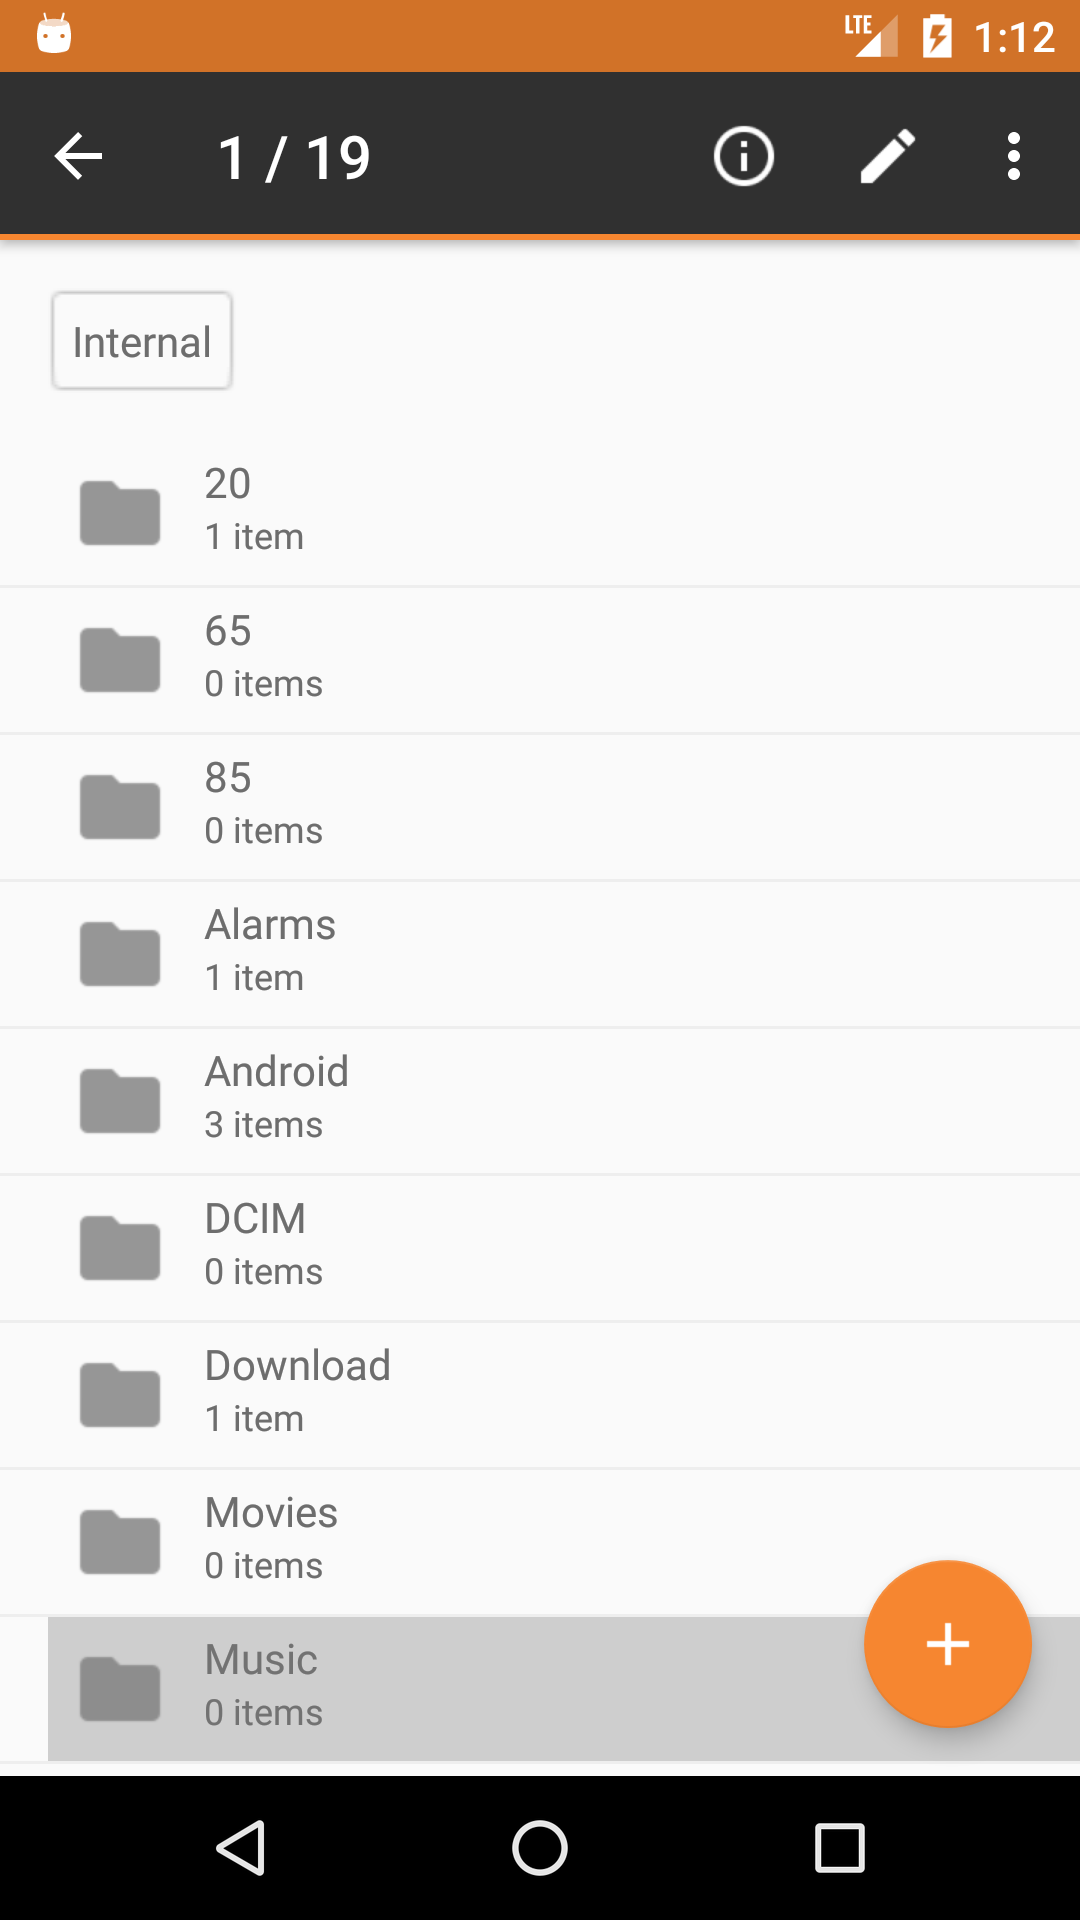 LTE 1:12
1 / 19
Internal
20
1 item
65
0 items
85
0 items
Alarms
1 item
Android
3 items
DCIM
0 items
Download
1 item
Movies
0 items
Music
0 items